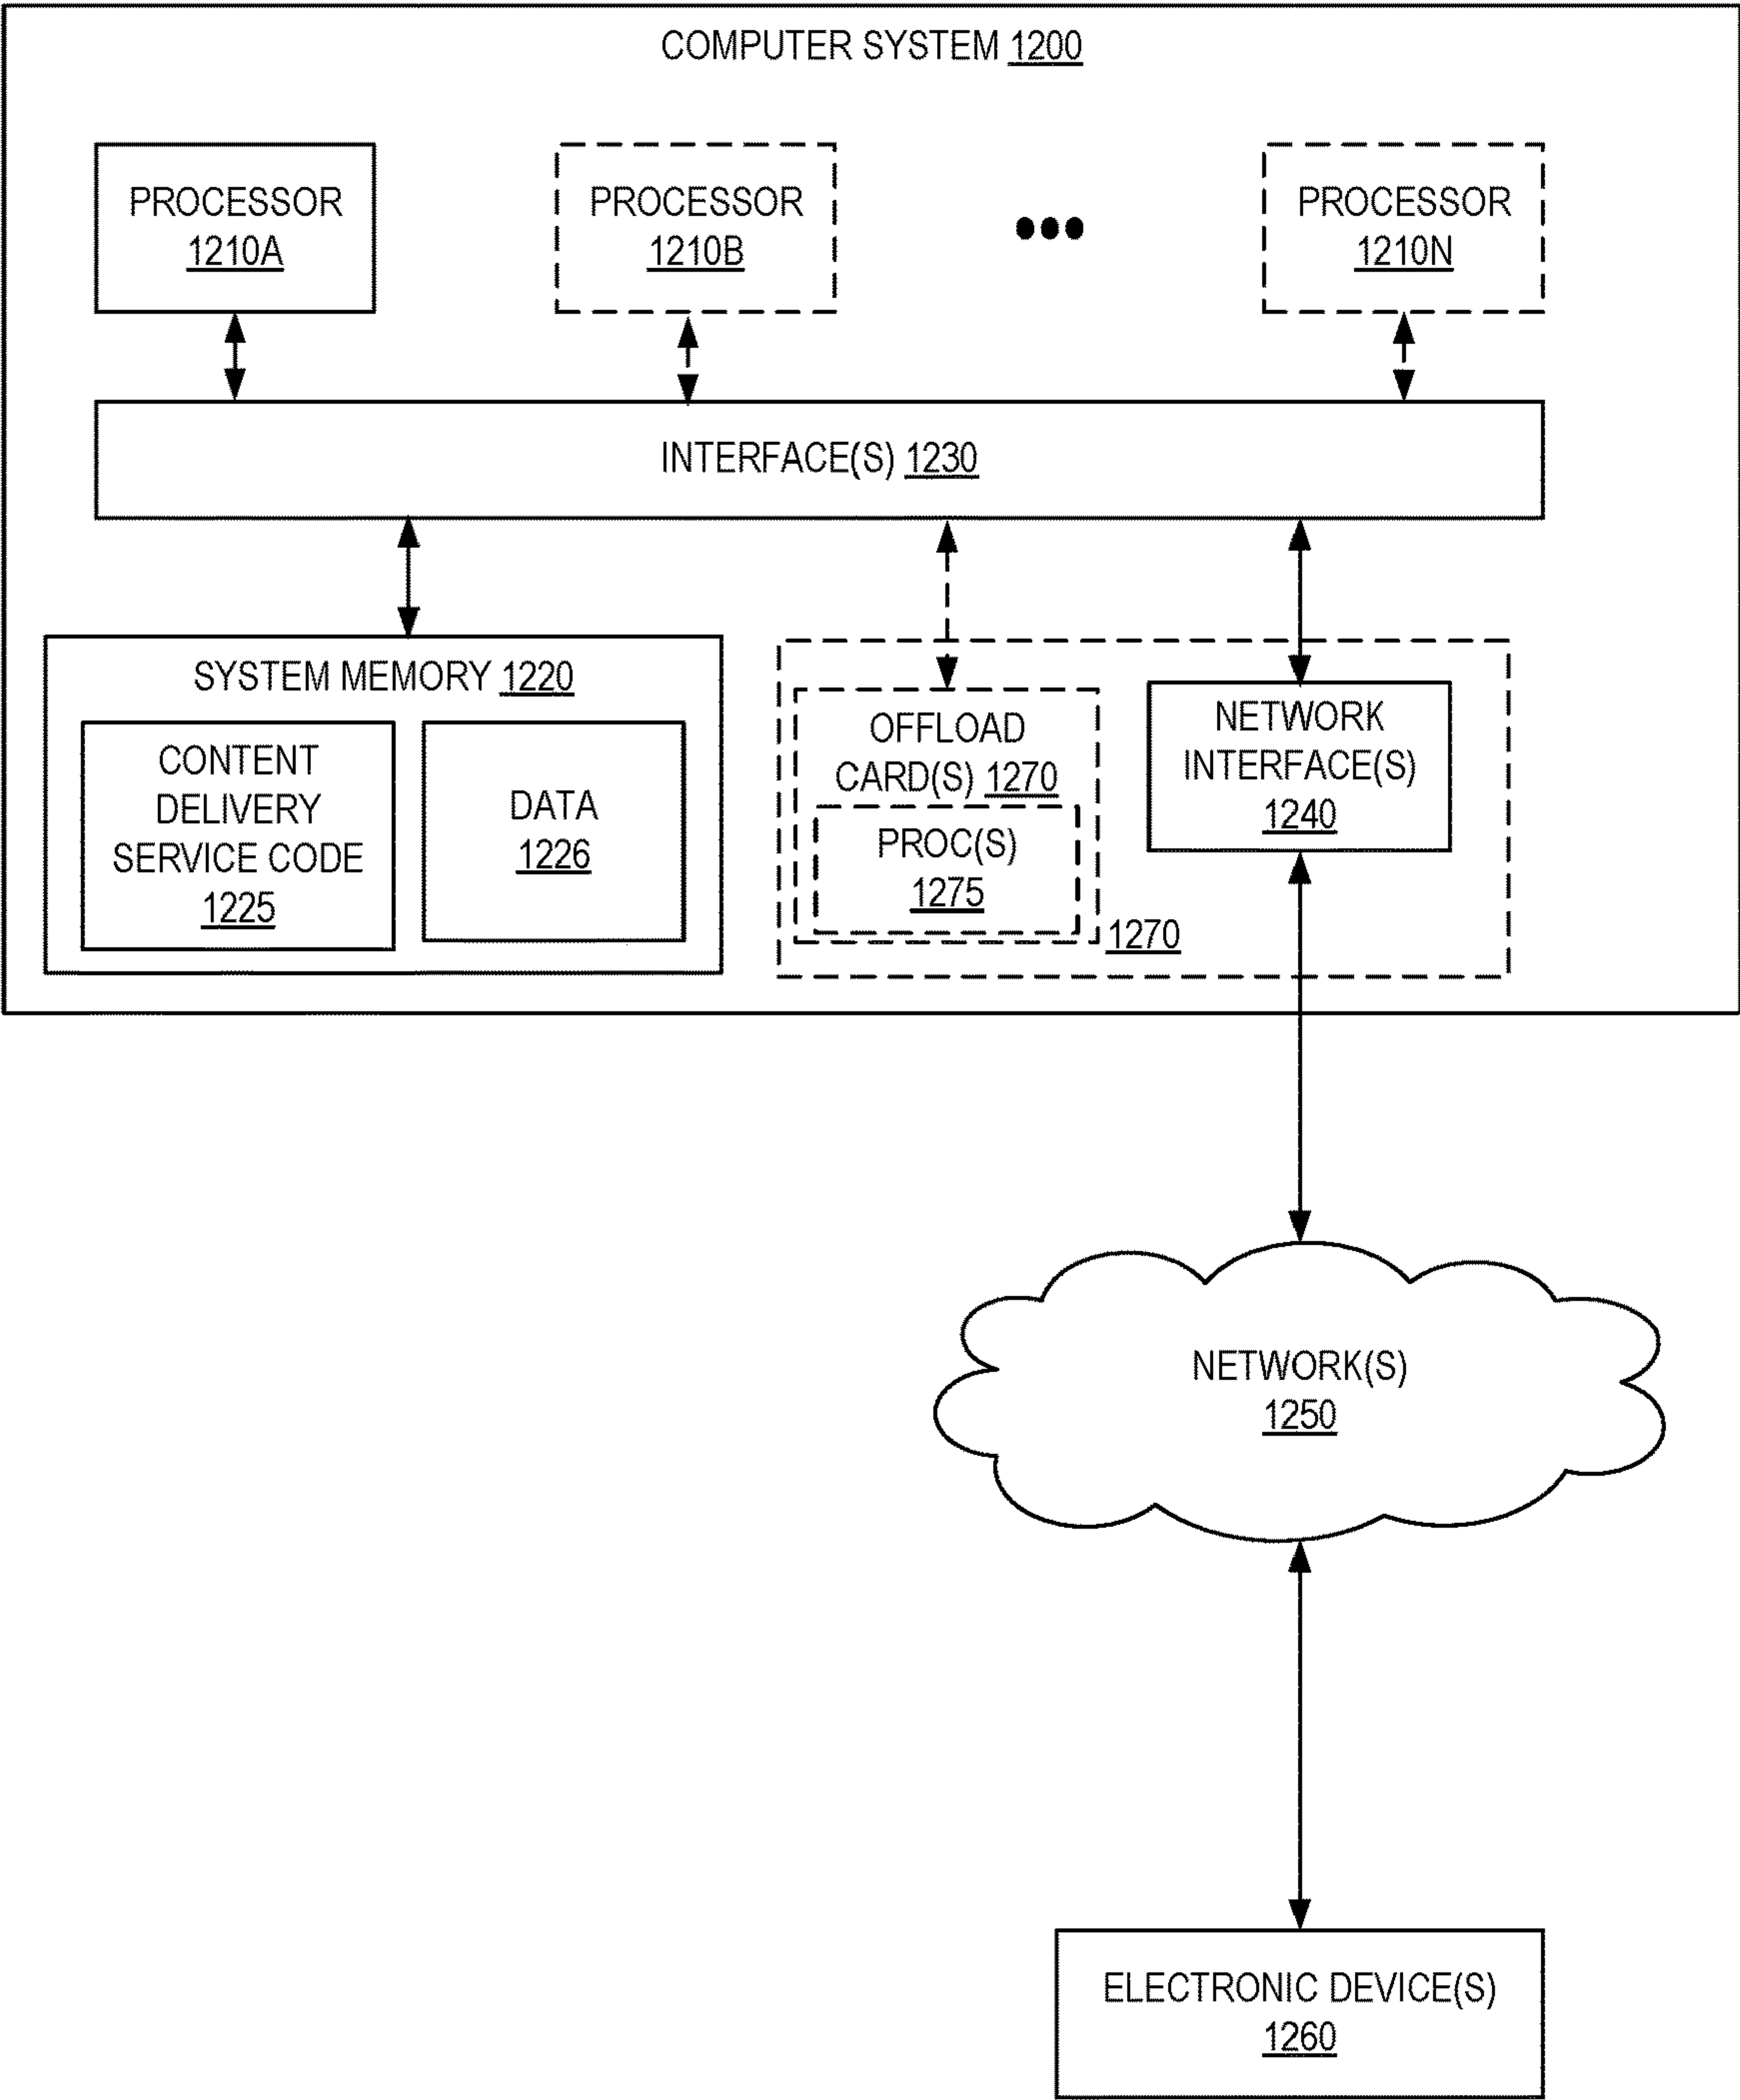 COMPUTER SYSTEM 1200
PROCESSOR
1210A
PROCESSOR
1210B
PROCESSOR
1210N
INTERFACE(S) 1230
SYSTEM MEMORY 1220
CONTENT
DELIVERY
SERVICE CODE
1225
DATA
1226
OFFLOAD
CARD(S) 1270
PROC(S)
1275
1270
NETWORK
INTERFACE(S)
1240
NETWORK(S)
1250
ELECTRONIC DEVICE(S)
1260